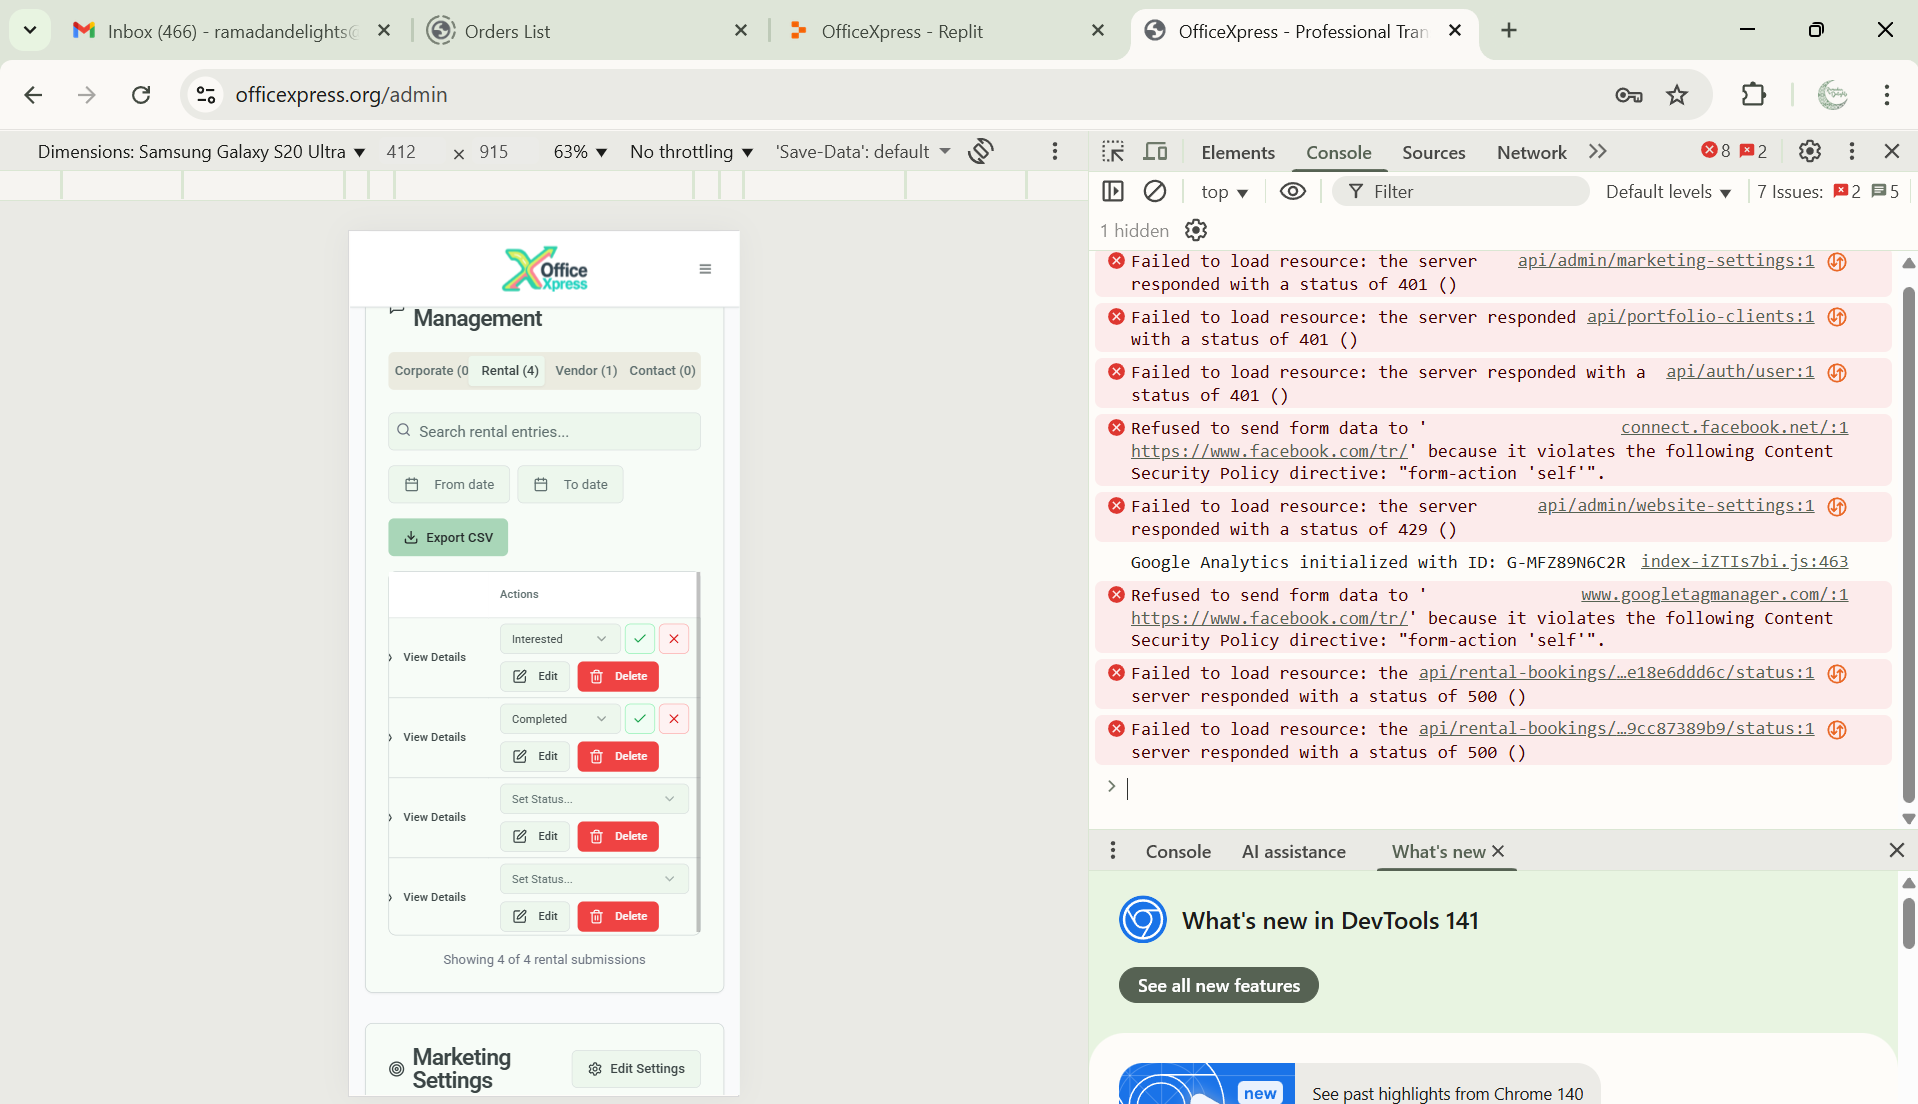 Inbox (466) - ramadandelights@
Orders List
OfficeXpress - Replit
OfficeXpress - Professional Tran
officexpress.org/admin
Dimensions: Samsung Galaxy S20 Ultra 412 × 915 63% No throttling 'Save-Data': default
Elements Console Sources Network 8 2
top Filter Default levels 7 Issues: 2 5
1 hidden
Office
Xpress
Management
Corporate (0 Rental (4) Vendor (1) Contact (0)
Search rental entries...
From date To date
Export CSV
Actions
View Details
Interested
Edit Delete
View Details
Completed
Edit Delete
View Details
Set Status...
Edit Delete
View Details
Set Status...
Edit Delete
Showing 4 of 4 rental submissions
Marketing
Settings
Edit Settings
Failed to load resource: the server api/admin/marketing-settings:1
responded with a status of 401 ()
Failed to load resource: the server responded api/portfolio-clients:1
with a status of 401 ()
Failed to load resource: the server responded with a api/auth/user:1
status of 401 ()
Refused to send form data to ' connect.facebook.net/:1
https://www.facebook.com/tr/' because it violates the following Content
Security Policy directive: "form-action 'self'".
Failed to load resource: the server api/admin/website-settings:1
responded with a status of 429 ()
Google Analytics initialized with ID: G-MFZ89N6C2R index-iZTIs7bi.js:463
Refused to send form data to ' www.googletagmanager.com/:1
https://www.facebook.com/tr/' because it violates the following Content
Security Policy directive: "form-action 'self'".
Failed to load resource: the api/rental-bookings/…e18e6ddd6c/status:1
server responded with a status of 500 ()
Failed to load resource: the api/rental-bookings/…9cc87389b9/status:1
server responded with a status of 500 ()
Console AI assistance What's new
What's new in DevTools 141
See all new features
new
See past highlights from Chrome 140